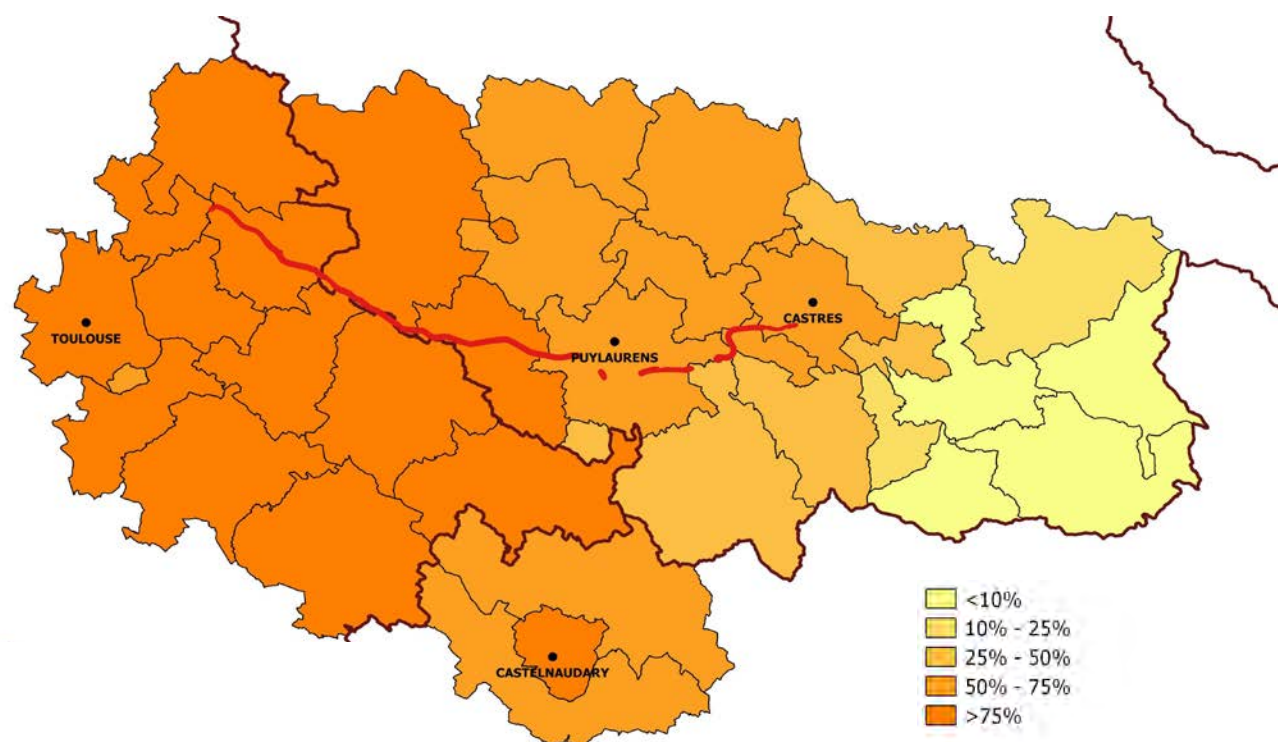 CASTRES
TOULOUSE
PUYLAURENS
CASTELNAUDARY
<10%
10% - 25%
25% - 50%
50% - 75%
>75%